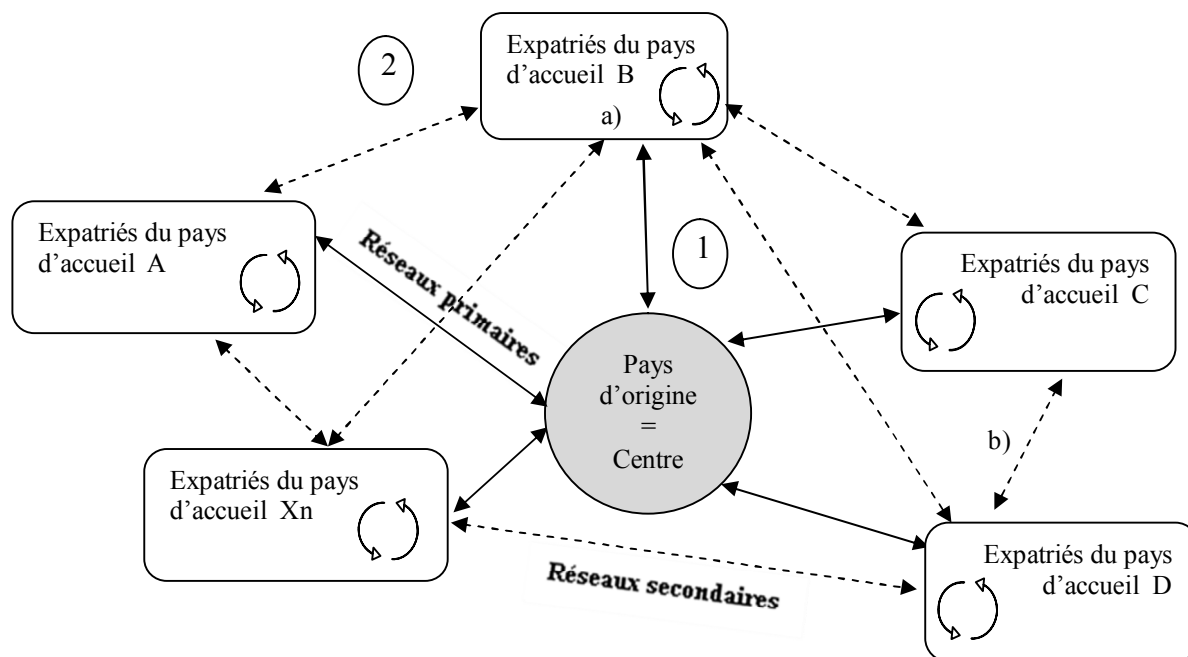 2
Expatriés du pays
d’accueil B
a)
Expatriés du pays
d’accueil A
Réseaux primaires
1
Expatriés du pays
d’accueil C
Pays
d’origine
=
Centre
b)
Expatriés du pays
d’accueil Xn
Réseaux secondaires
Expatriés du pays
d’accueil D